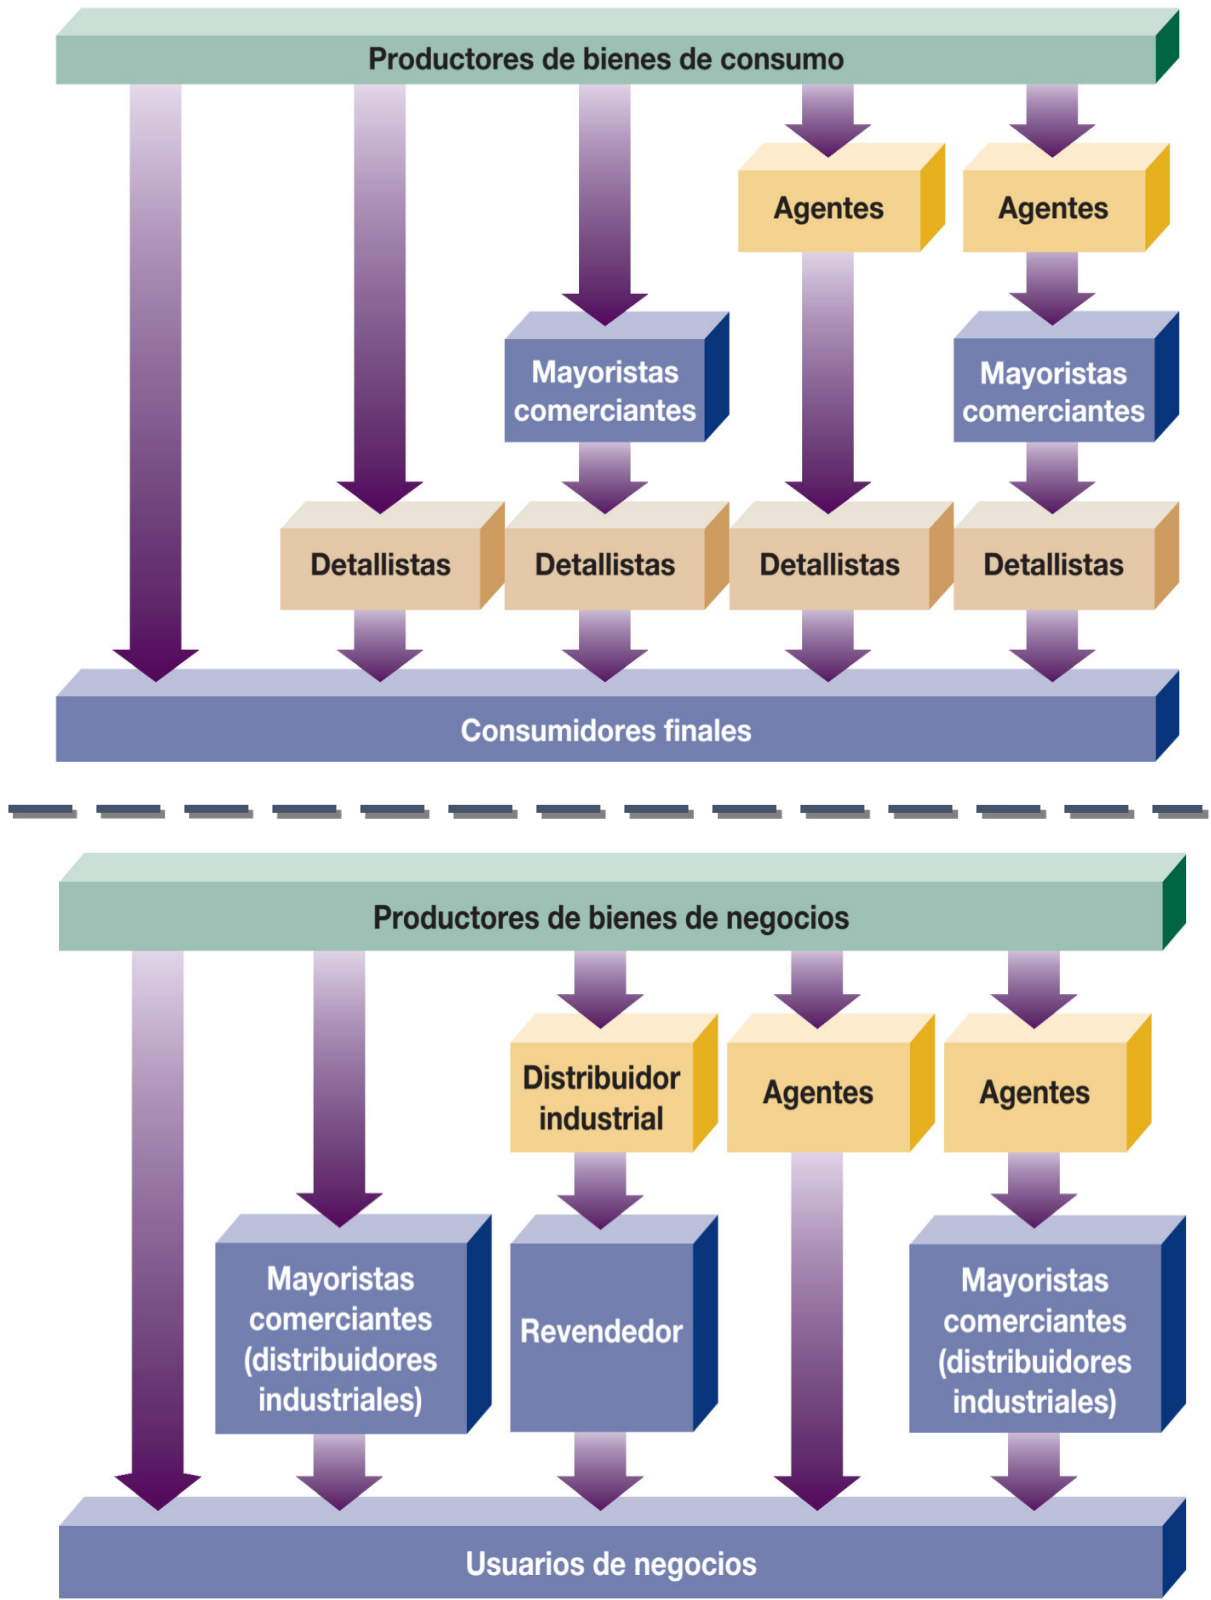 Productores de bienes de consumo
Agentes
Agentes
Mayoristas
comerciantes
Mayoristas
comerciantes
Detallistas
Detallistas
Detallistas
Detallistas
Consumidores finales
Productores de bienes de negocios
Distribuidor
industrial
Agentes
Agentes
Mayoristas
comerciantes
(distribuidores
industriales)
Revendedor
Mayoristas
comerciantes
(distribuidores
industriales)
Usuarios de negocios